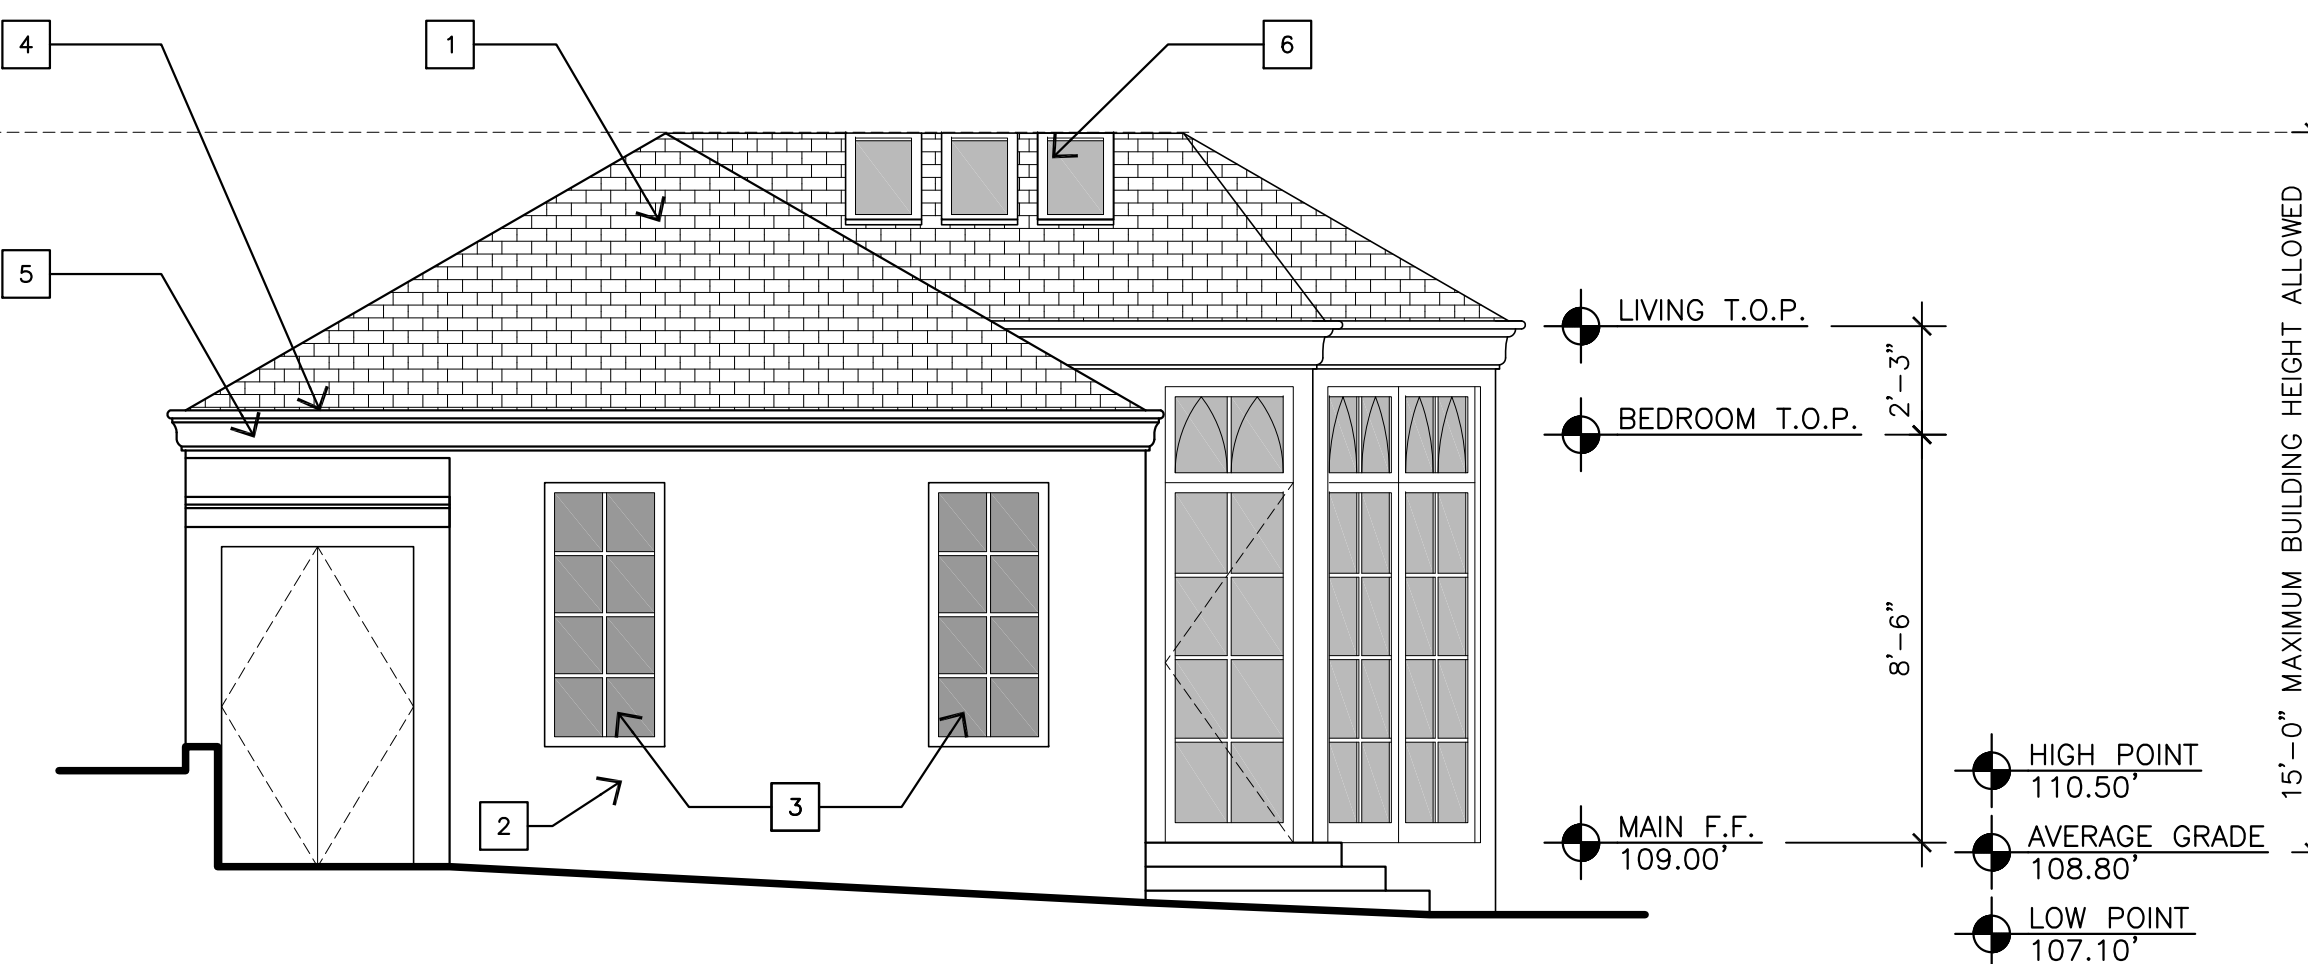 4
1
6
5
LIVING T.O.P.
BEDROOM T.O.P.
2'-3"
8'-6"
15'-0" MAXIMUM BUILDING HEIGHT ALLOWED
HIGH POINT
110.50'
2
3
MAIN F.F.
109.00'
AVERAGE GRADE
108.80'
LOW POINT
107.10'